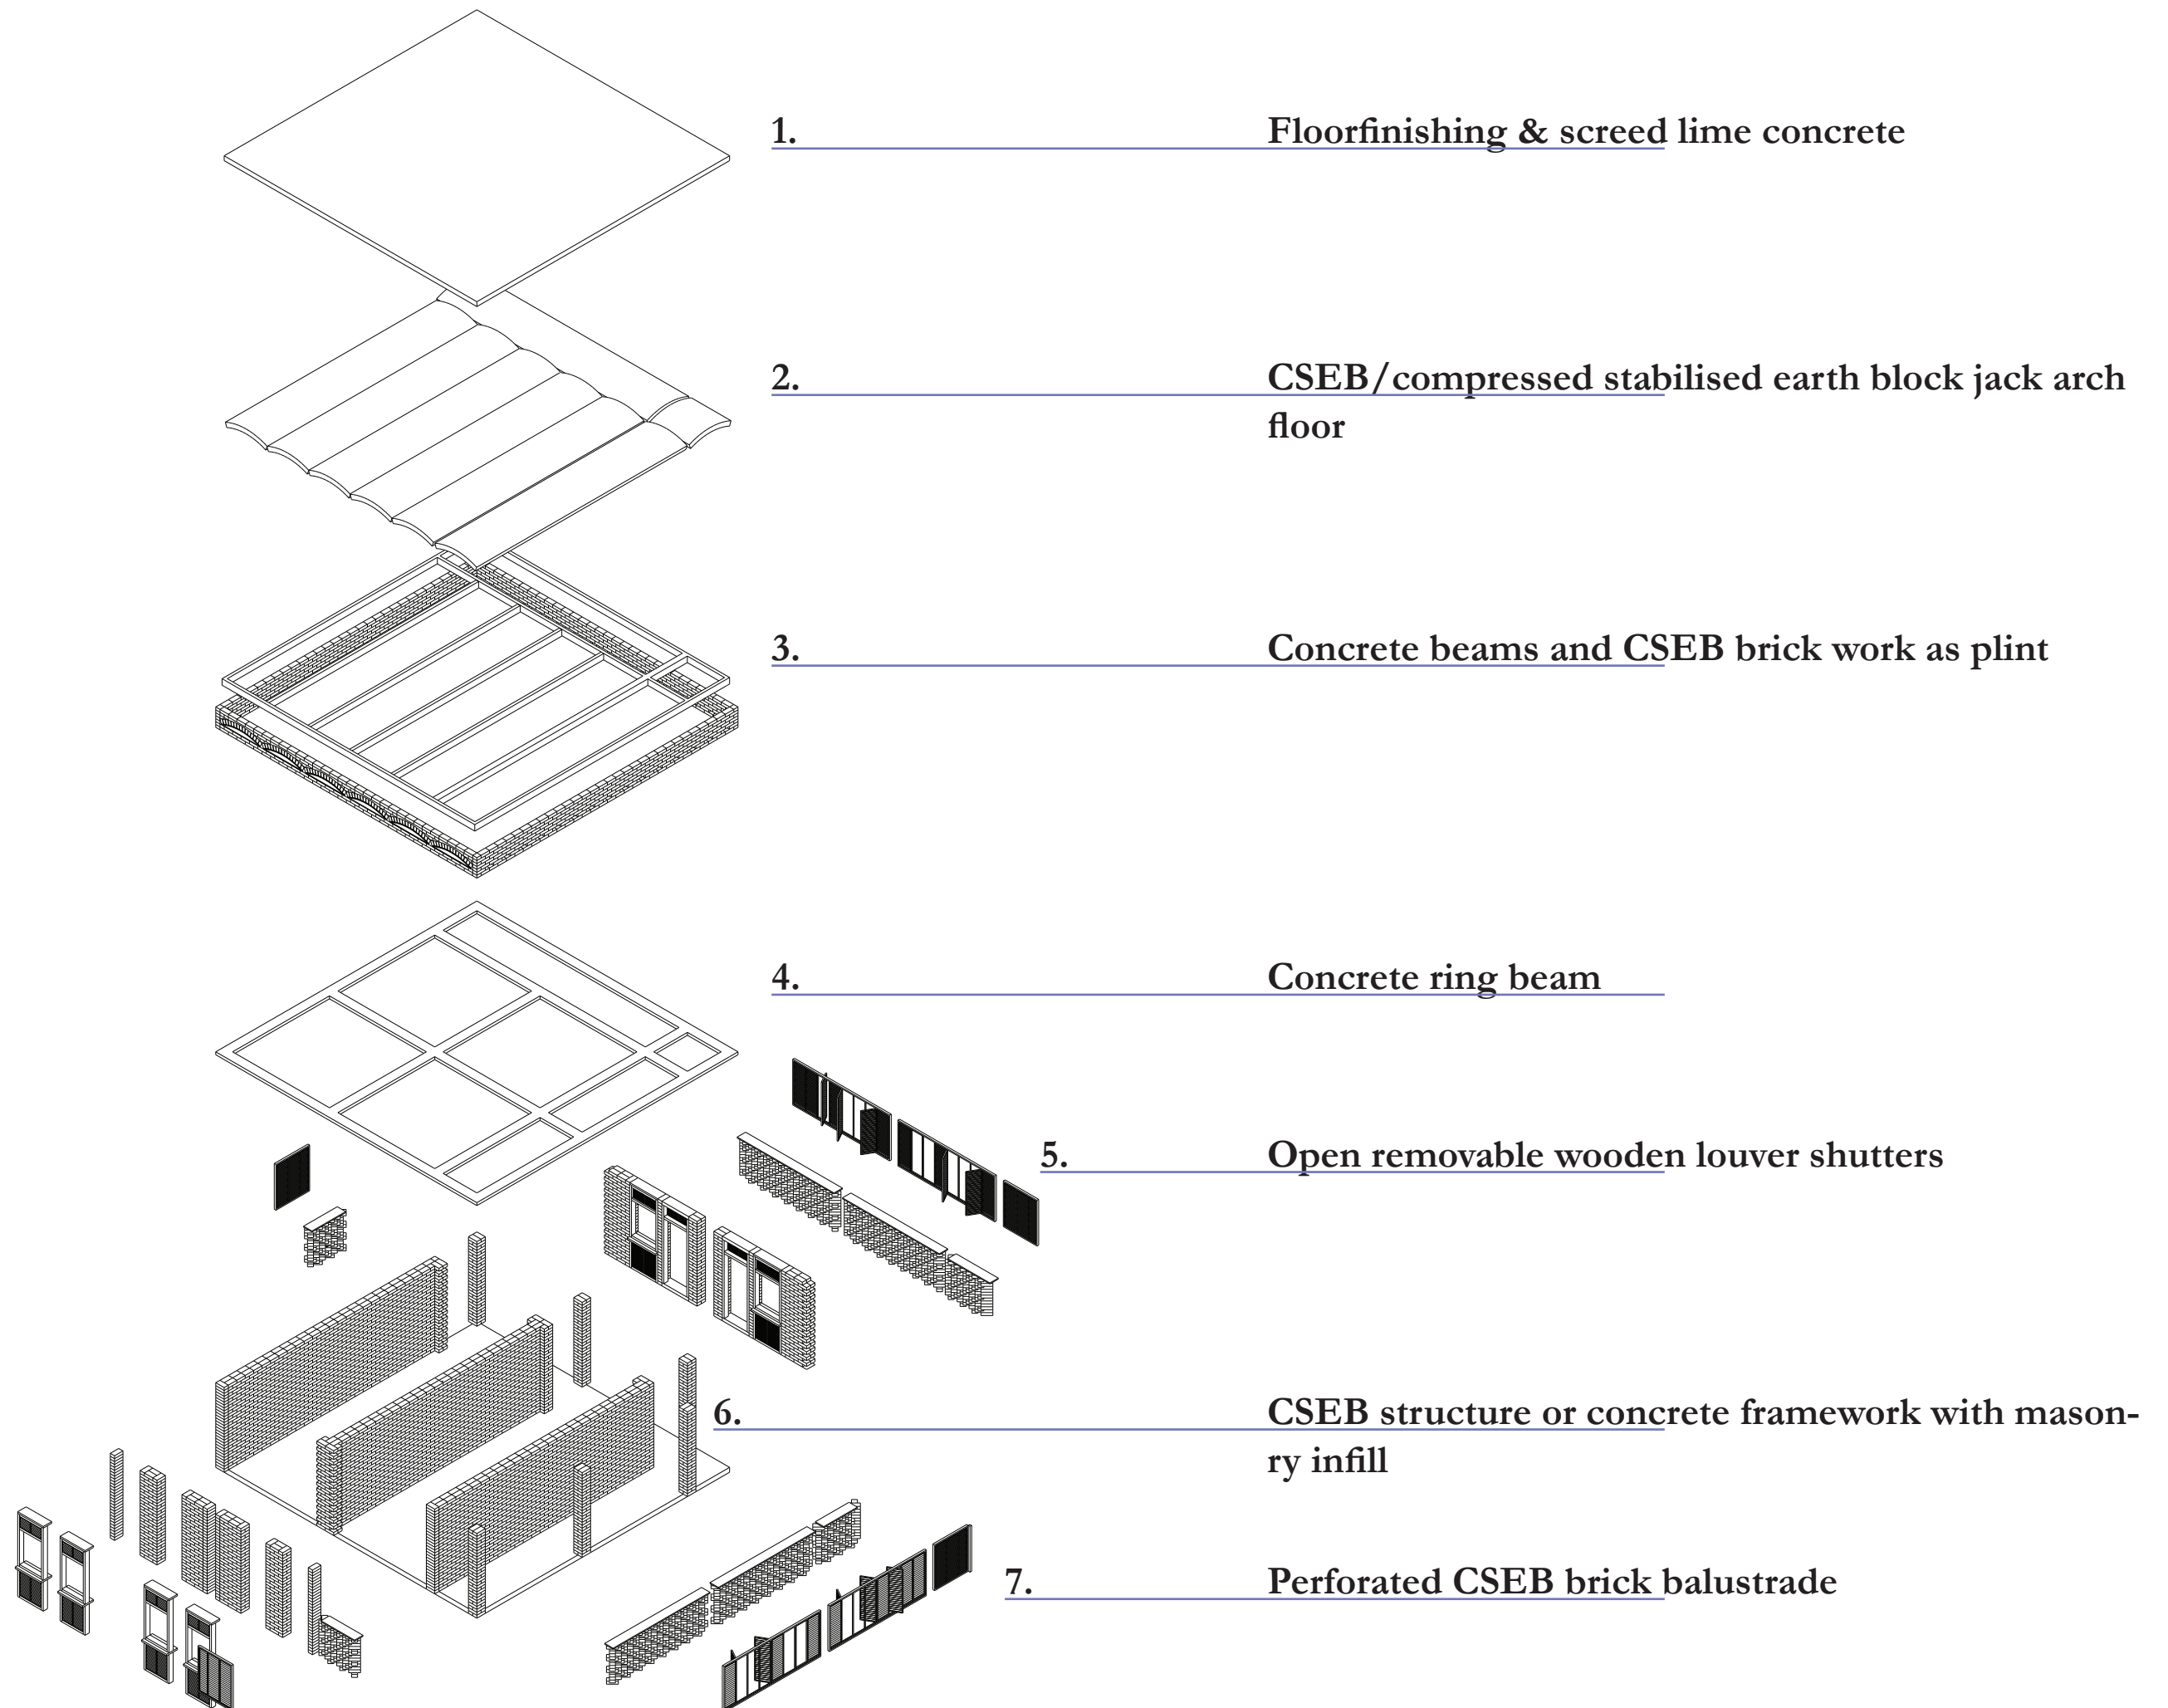 1. Floorfinishing & screed lime concrete
2. CSEB/compressed stabilised earth block jack arch
floor
3. Concrete beams and CSEB brick work as plint
4. Concrete ring beam
5. Open removable wooden louver shutters
6. CSEB structure or concrete framework with mason-
ry infill
7. Perforated CSEB brick balustrade